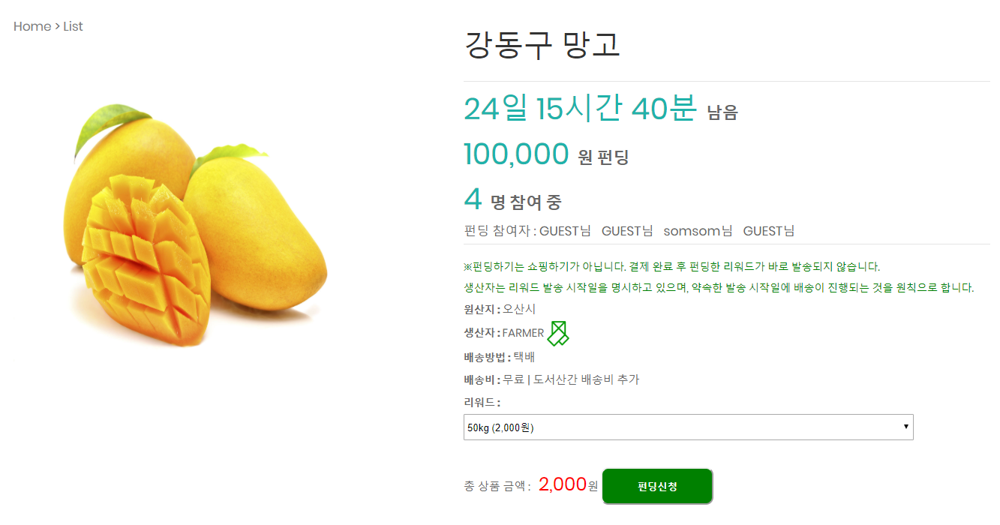 Home > List
강동구 망고
24일 15시간 40분 남음
100,000 원 펀딩
4 명 참여 중
펀딩 참여자 : GUEST님 GUEST님 somsom님 GUEST님
※펀딩하기는 쇼핑하기가 아닙니다. 결제 완료 후 펀딩한 리워드가 바로 발송되지 않습니다.
생산자는 리워드 발송 시작일을 명시하고 있으며, 약속한 발송 시작일에 배송이 진행되는 것을 원칙으로 합니다.
원산지 : 오산시
생산자 : FARMER
배송방법 : 택배
배송비 : 무료 | 도서산간 배송비 추가
리워드 :
50kg (2,000원)
총 상품 금액 : 2,000원 펀딩신청